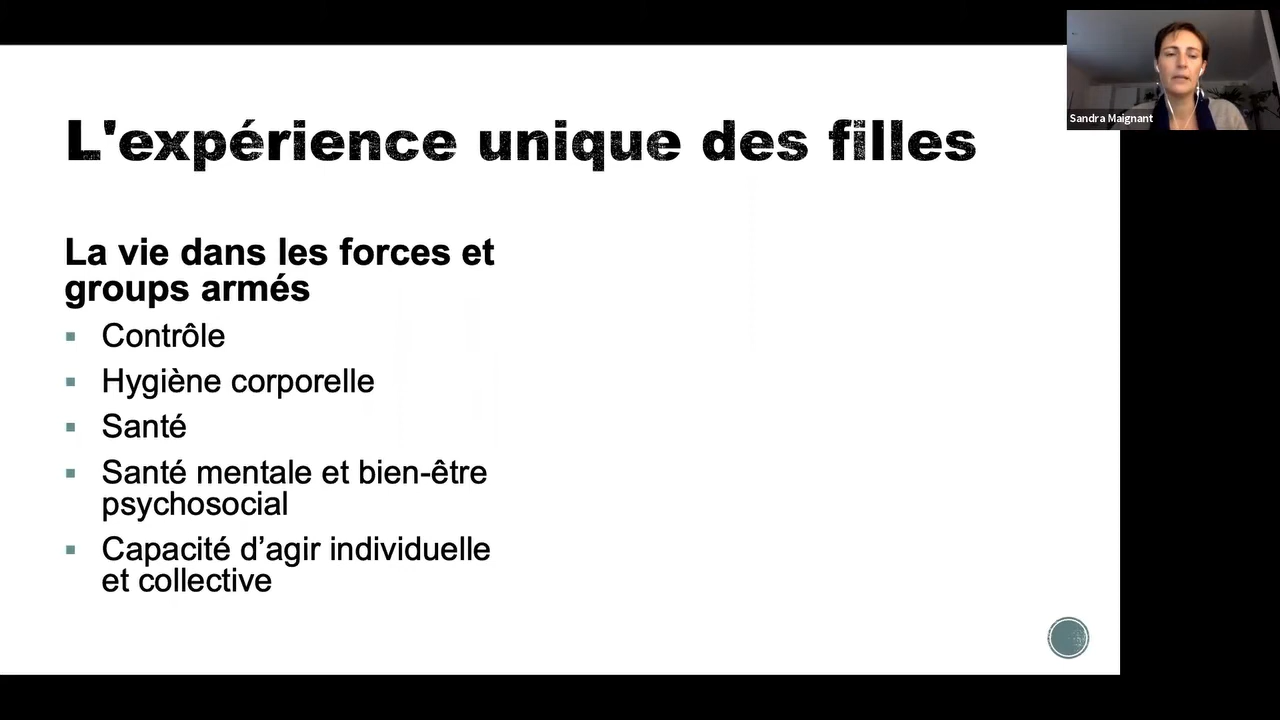 Sandra Maignant
L'expérience unique des filles
La vie dans les forces et
groups armés
Contrôle
Hygiène corporelle
Santé
Santé mentale et bien-être
psychosocial
Capacité d’agir individuelle
et collective